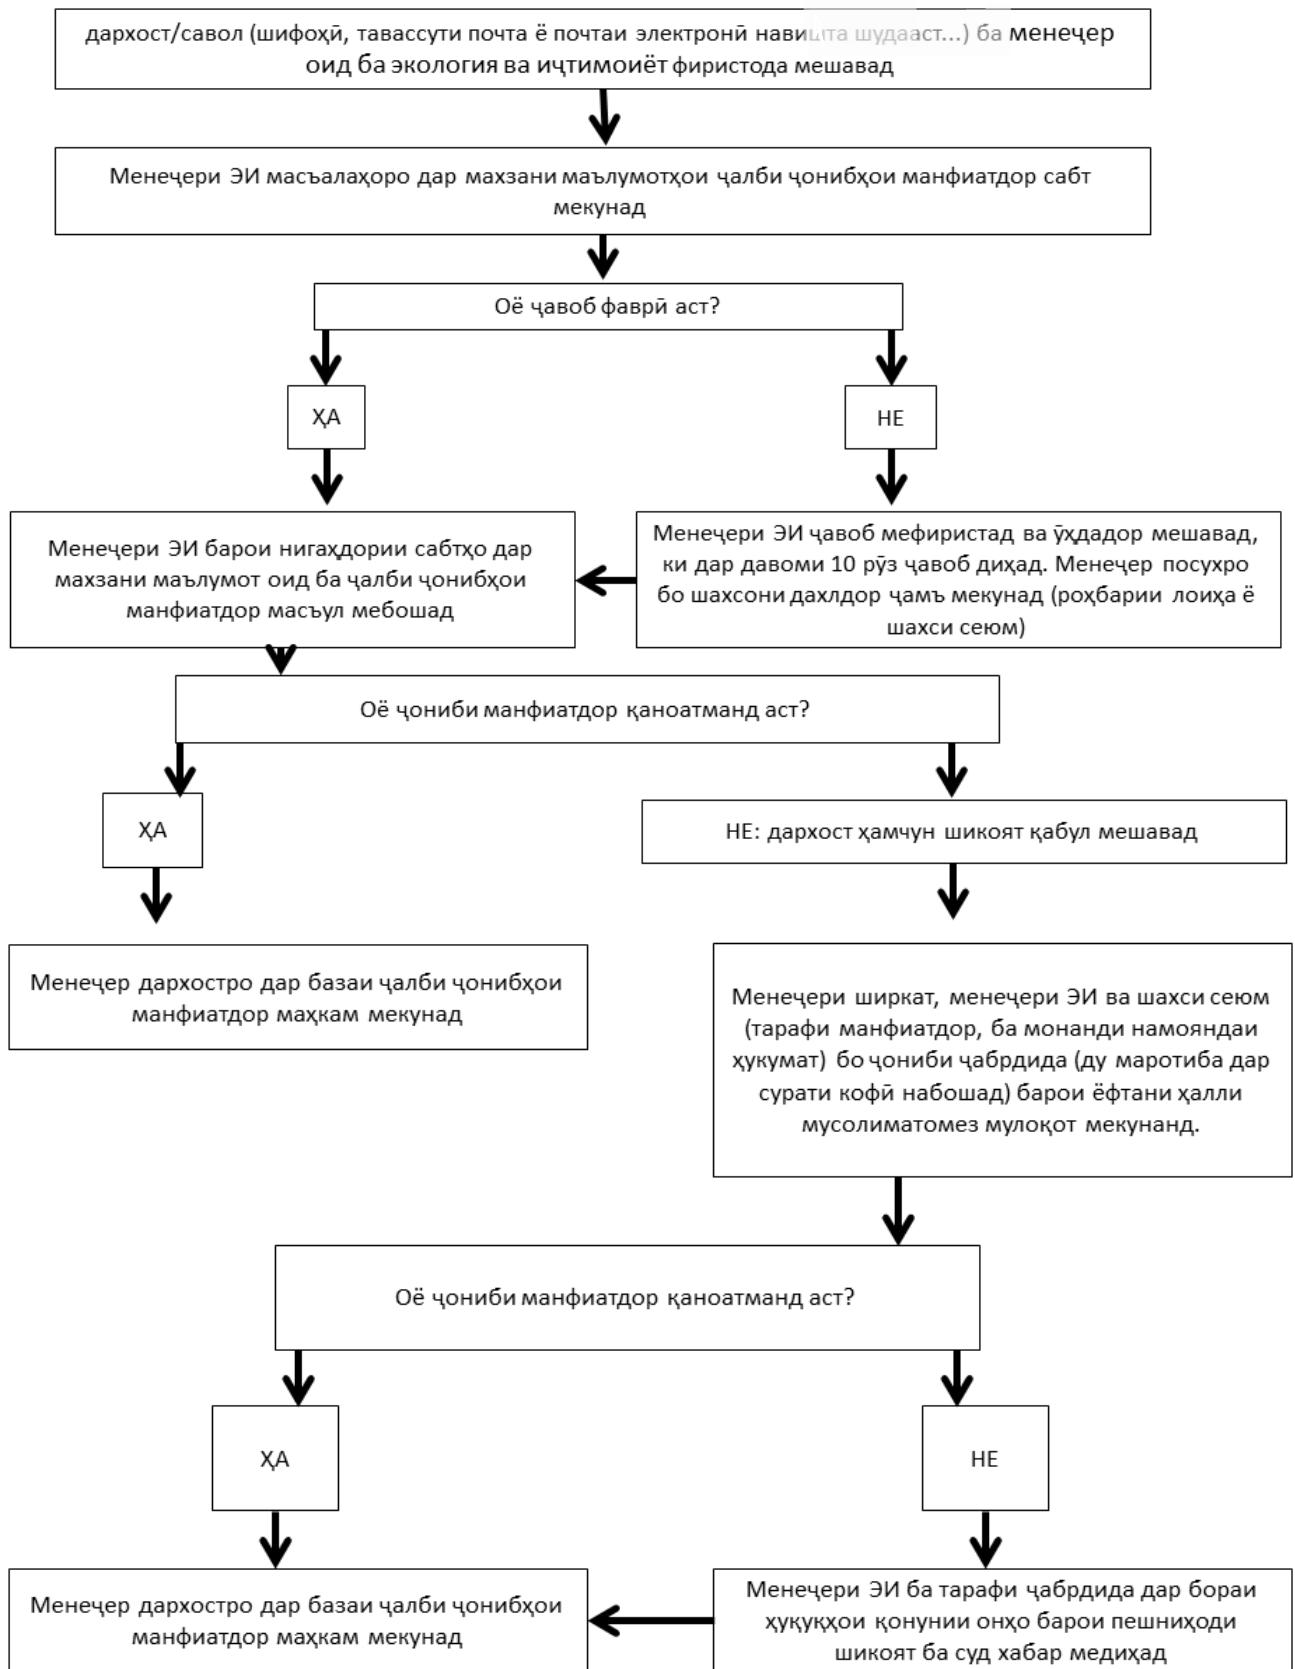 дархост/савол (шифоҳӣ, тавассути почта ё почтаи электронӣ навишта шудааст...) ба менеҷер
оид ба экология ва иҷтимоиёт фиристода мешавад
Менеҷери ЭИ масъалаҳоро дар махзани маълумотҳои ҷалби ҷонибҳои манфиатдор сабт
мекунад
Оё ҷавоб фаврӣ аст?
ҲА
НЕ
Менеҷери ЭИ барои нигаҳдории сабтҳо дар
махзани маълумот оид ба ҷалби ҷонибҳои
манфиатдор масъул мебошад
Менеҷери ЭИ ҷавоб мефиристад ва ӯҳдадор мешавад,
ки дар давоми 10 рӯз ҷавоб диҳад. Менеҷер посухро
бо шахсони дахлдор ҷамъ мекунад (роҳбарии лоиҳа ё
шахси сеюм)
Оё ҷониби манфиатдор қаноатманд аст?
ҲА
НЕ: дархост ҳамчун шикоят қабул мешавад
Менеҷер дархостро дар базаи ҷалби ҷонибҳои
манфиатдор маҳкам мекунад
Менеҷери ширкат, менеҷери ЭИ ва шахси сеюм
(тарафи манфиатдор, ба монанди намояндаи
ҳукумат) бо ҷониби ҷабрдида (ду маротиба дар
сурати кофӣ набошад) барои ёфтани ҳалли
мусолиматомез мулоқот мекунанд.
Оё ҷониби манфиатдор қаноатманд аст?
ҲА
НЕ
Менеҷер дархостро дар базаи ҷалби ҷонибҳои
манфиатдор маҳкам мекунад
Менеҷери ЭИ ба тарафи ҷабрдида дар бораи
ҳуқуқҳои қонунии онҳо барои пешниҳоди
шикоят ба суд хабар медиҳад